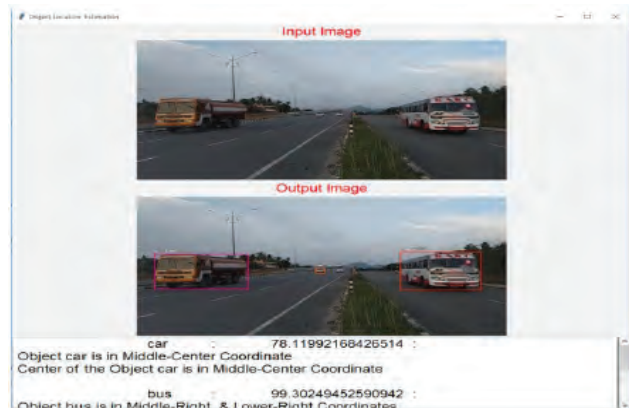 Object Location Estimation
Input Image
Output Image
car : 78.11992168426514 :
Object car is in Middle-Center Coordinate
Center of the Object car is in Middle-Center Coordinate
bus : 99.30249452590942 :
Object bus is in Middle-Right & Lower-Right Coordinates